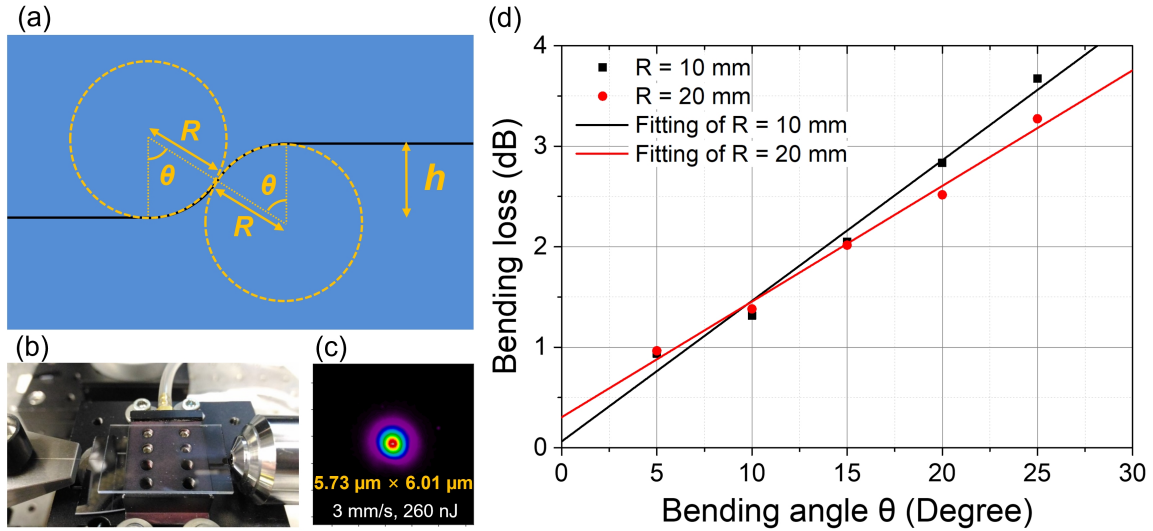 (a)
R
θ
θ
R
h
(b)
(c)
5.73 μm × 6.01 μm
3 mm/s, 260 nJ
(d)
R = 10 mm
R = 20 mm
Fitting of R = 10 mm
Fitting of R = 20 mm
Bending loss (dB)
4
3
2
1
0
0 5 10 15 20 25 30
Bending angle θ (Degree)